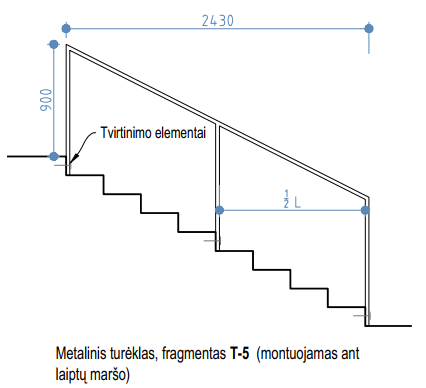 2430
900
Tvirtinimo elementai
½ L
Metalinis turėklas, fragmentas T-5 (montuojamas ant
laiptų maršo)